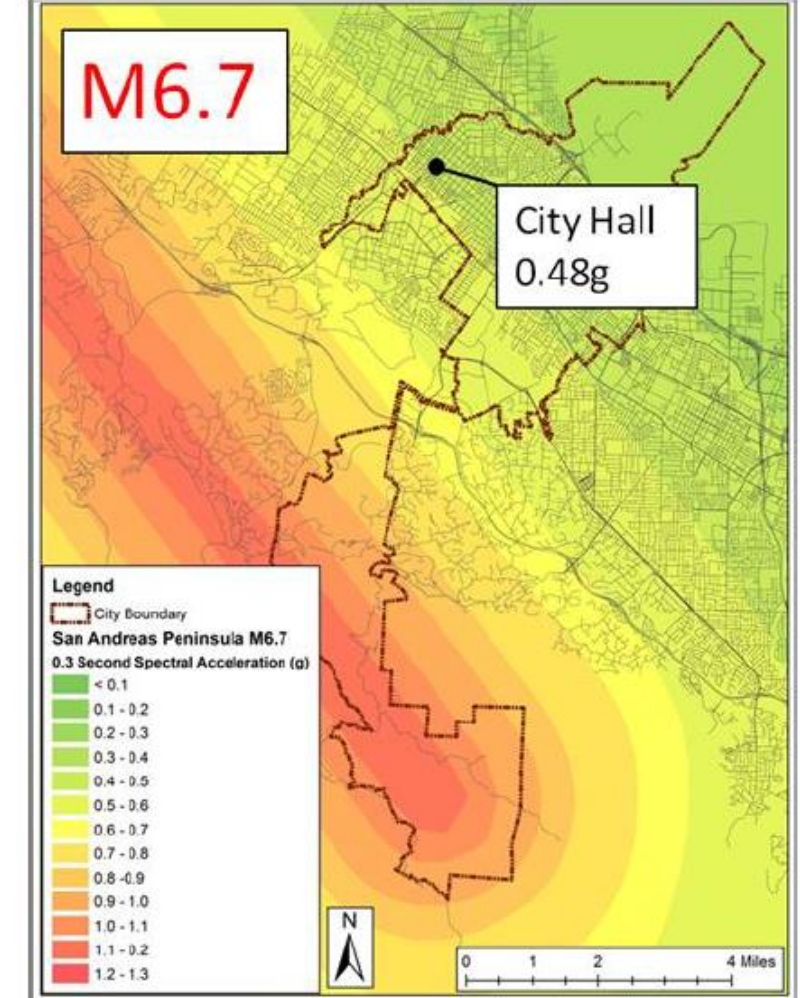 M6.7
City Hall
0.48g
Legend
City Boundary
San Andreas Peninsula M6.7
0.3 Second Spectral Acceleration (g)
< 0.1
0.1 - 0.2
0.2 - 0.3
0.3 - 0.4
0.4 - 0.5
0.5 - 0.6
0.6 - 0.7
0.7 - 0.8
0.8 -0.9
0.9 - 1.0
1.0 - 1.1
1.1 - 0.2
1.2 - 1.3
N
0 1 2 4 Miles